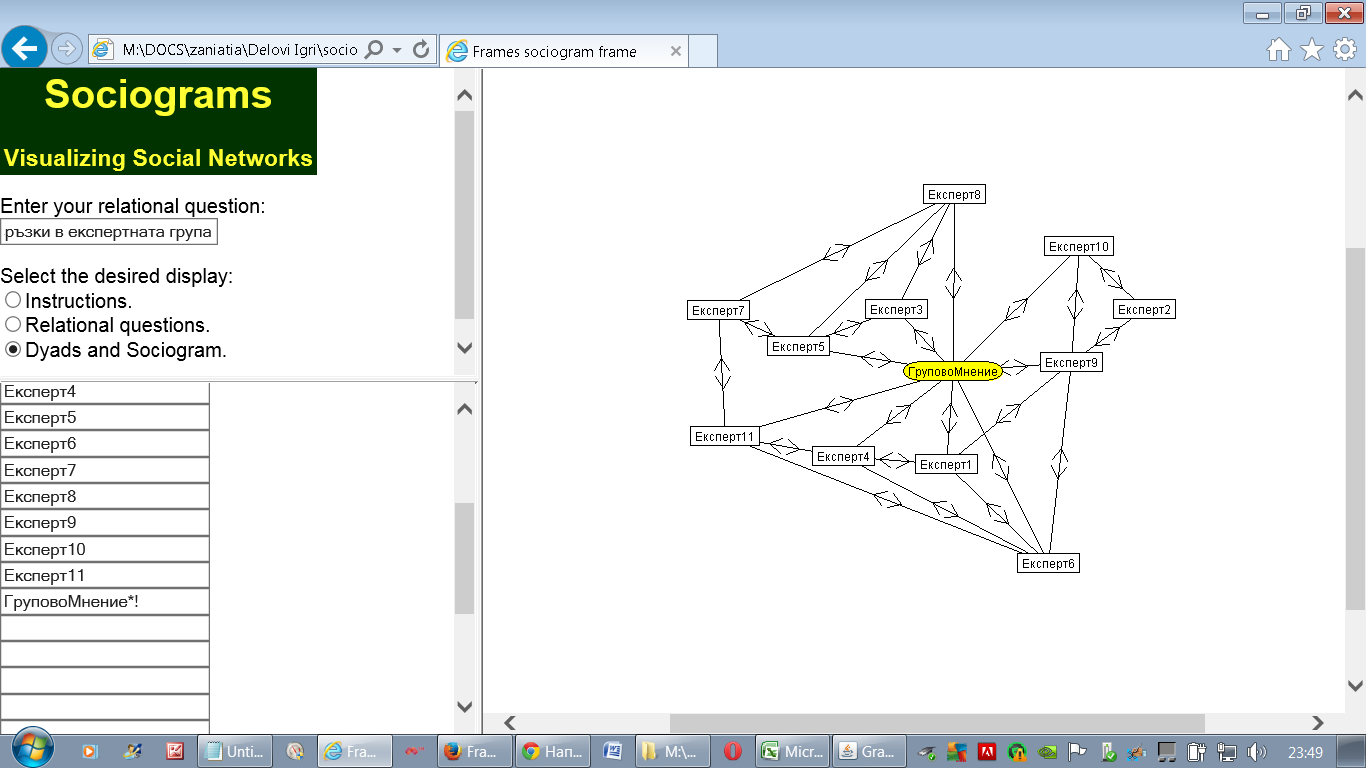 M:\DOCS\zaniatia\Delovi Igri\socio
Frames sociogram frame
Sociograms
Visualizing Social Networks
Enter your relational question:
ръзки в експертната група
Select the desired display:
Instructions.
Relational questions.
Dyads and Sociogram.
Експерт4
Експерт5
Експерт6
Експерт7
Експерт8
Експерт9
Експерт10
Експерт11
ГруповоМнение*!
Експерт8
Експерт10
Експерт7
Експерт3
Експерт2
Експерт5
Експерт9
ГруповоМнение
Експерт11
Експерт4
Експерт1
Експерт6
Unti...
Fra...
Fra...
Нап...
M:\...
Micr...
Gra...
23:49